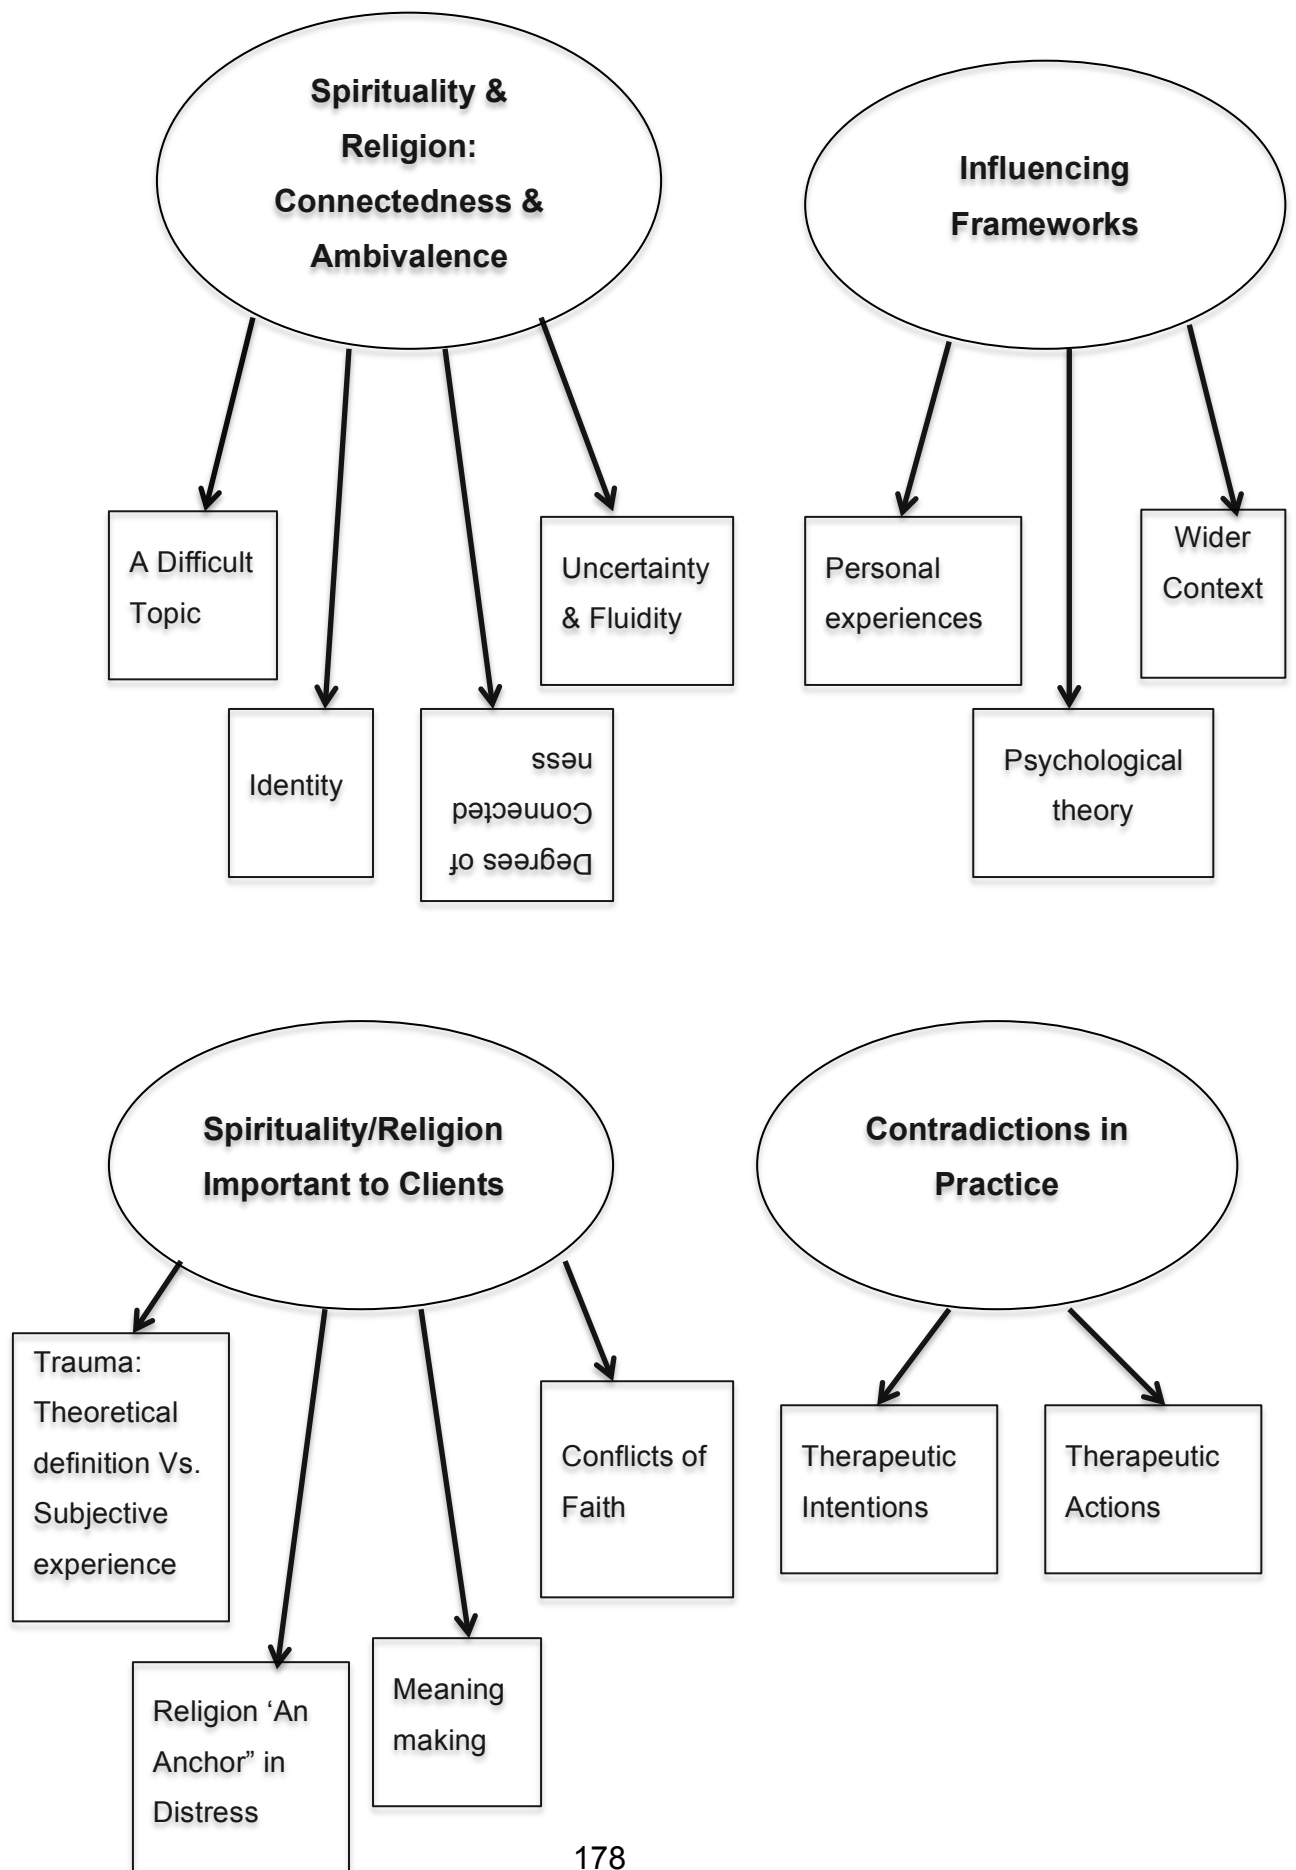 Spirituality &
Religion:
Connectedness &
Ambivalence
Influencing
Frameworks
A Difficult
Topic
Identity
Degrees of
Connected
ness
Uncertainty
& Fluidity
Personal
experiences
Psychological
theory
Wider
Context
Spirituality/Religion
Important to Clients
Contradictions in
Practice
Trauma:
Theoretical
definition Vs.
Subjective
experience
Religion ‘An
Anchor” in
Distress
Meaning
making
Conflicts of
Faith
Therapeutic
Intentions
Therapeutic
Actions
178